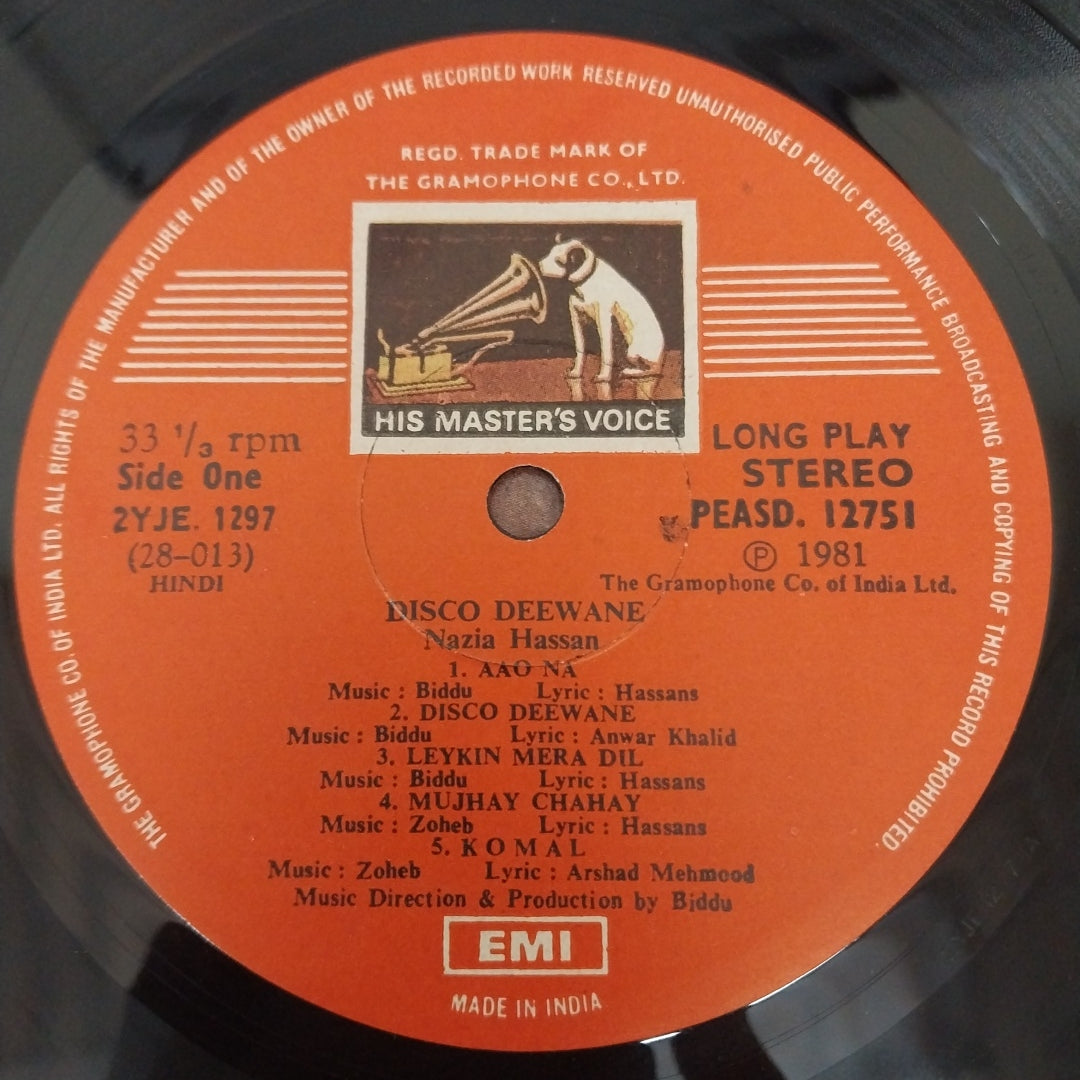 THE GRAMOPHONE CO. OF INDIA LTD. ALL RIGHTS OF THE MANUFACTURER AND OF THE OWNER OF THE RECORDED WORK RESERVED UNAUTHORISED PUBLIC PERFORMANCE BROADCASTING AND COPYING OF THIS RECORD PROHIBITED.
REGD. TRADE MARK OF
THE GRAMOPHONE CO., LTD.
HIS MASTER'S VOICE
33 1/3 rpm
Side One
2YJE. 1297
(28-013)
HINDI
LONG PLAY
STEREO
PEASD. 12751
Ⓟ 1981
The Gramophone Co. of India Ltd.
DISCO DEEWANE
Nazia Hassan
1. AAO NA
Music : Biddu Lyric : Hassans
2. DISCO DEEWANE
Music : Biddu Lyric : Anwar Khalid
3. LEYKIN MERA DIL
Music : Biddu Lyric : Hassans
4. MUJHAY CHAHAY
Music : Zoheb Lyric : Hassans
5. KOMAL
Music : Zoheb Lyric : Arshad Mehmood
Music Direction & Production by Biddu
EMI
MADE IN INDIA